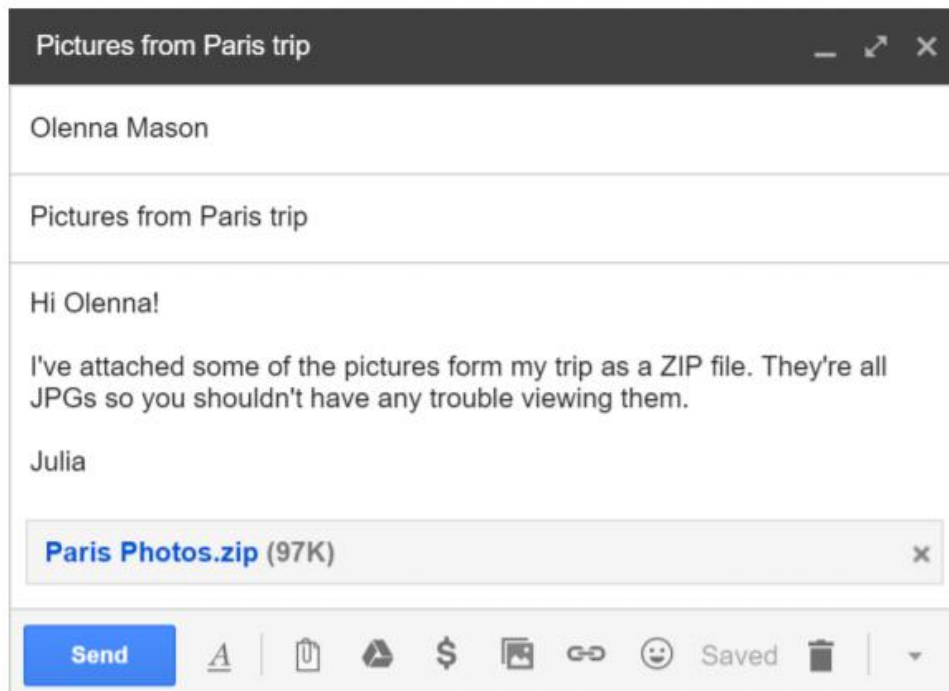 Pictures from Paris trip
Olenna Mason
Pictures from Paris trip
Hi Olenna!
I've attached some of the pictures form my trip as a ZIP file. They're all
JPGs so you shouldn't have any trouble viewing them.
Julia
Paris Photos.zip (97K)
Send A $ Saved